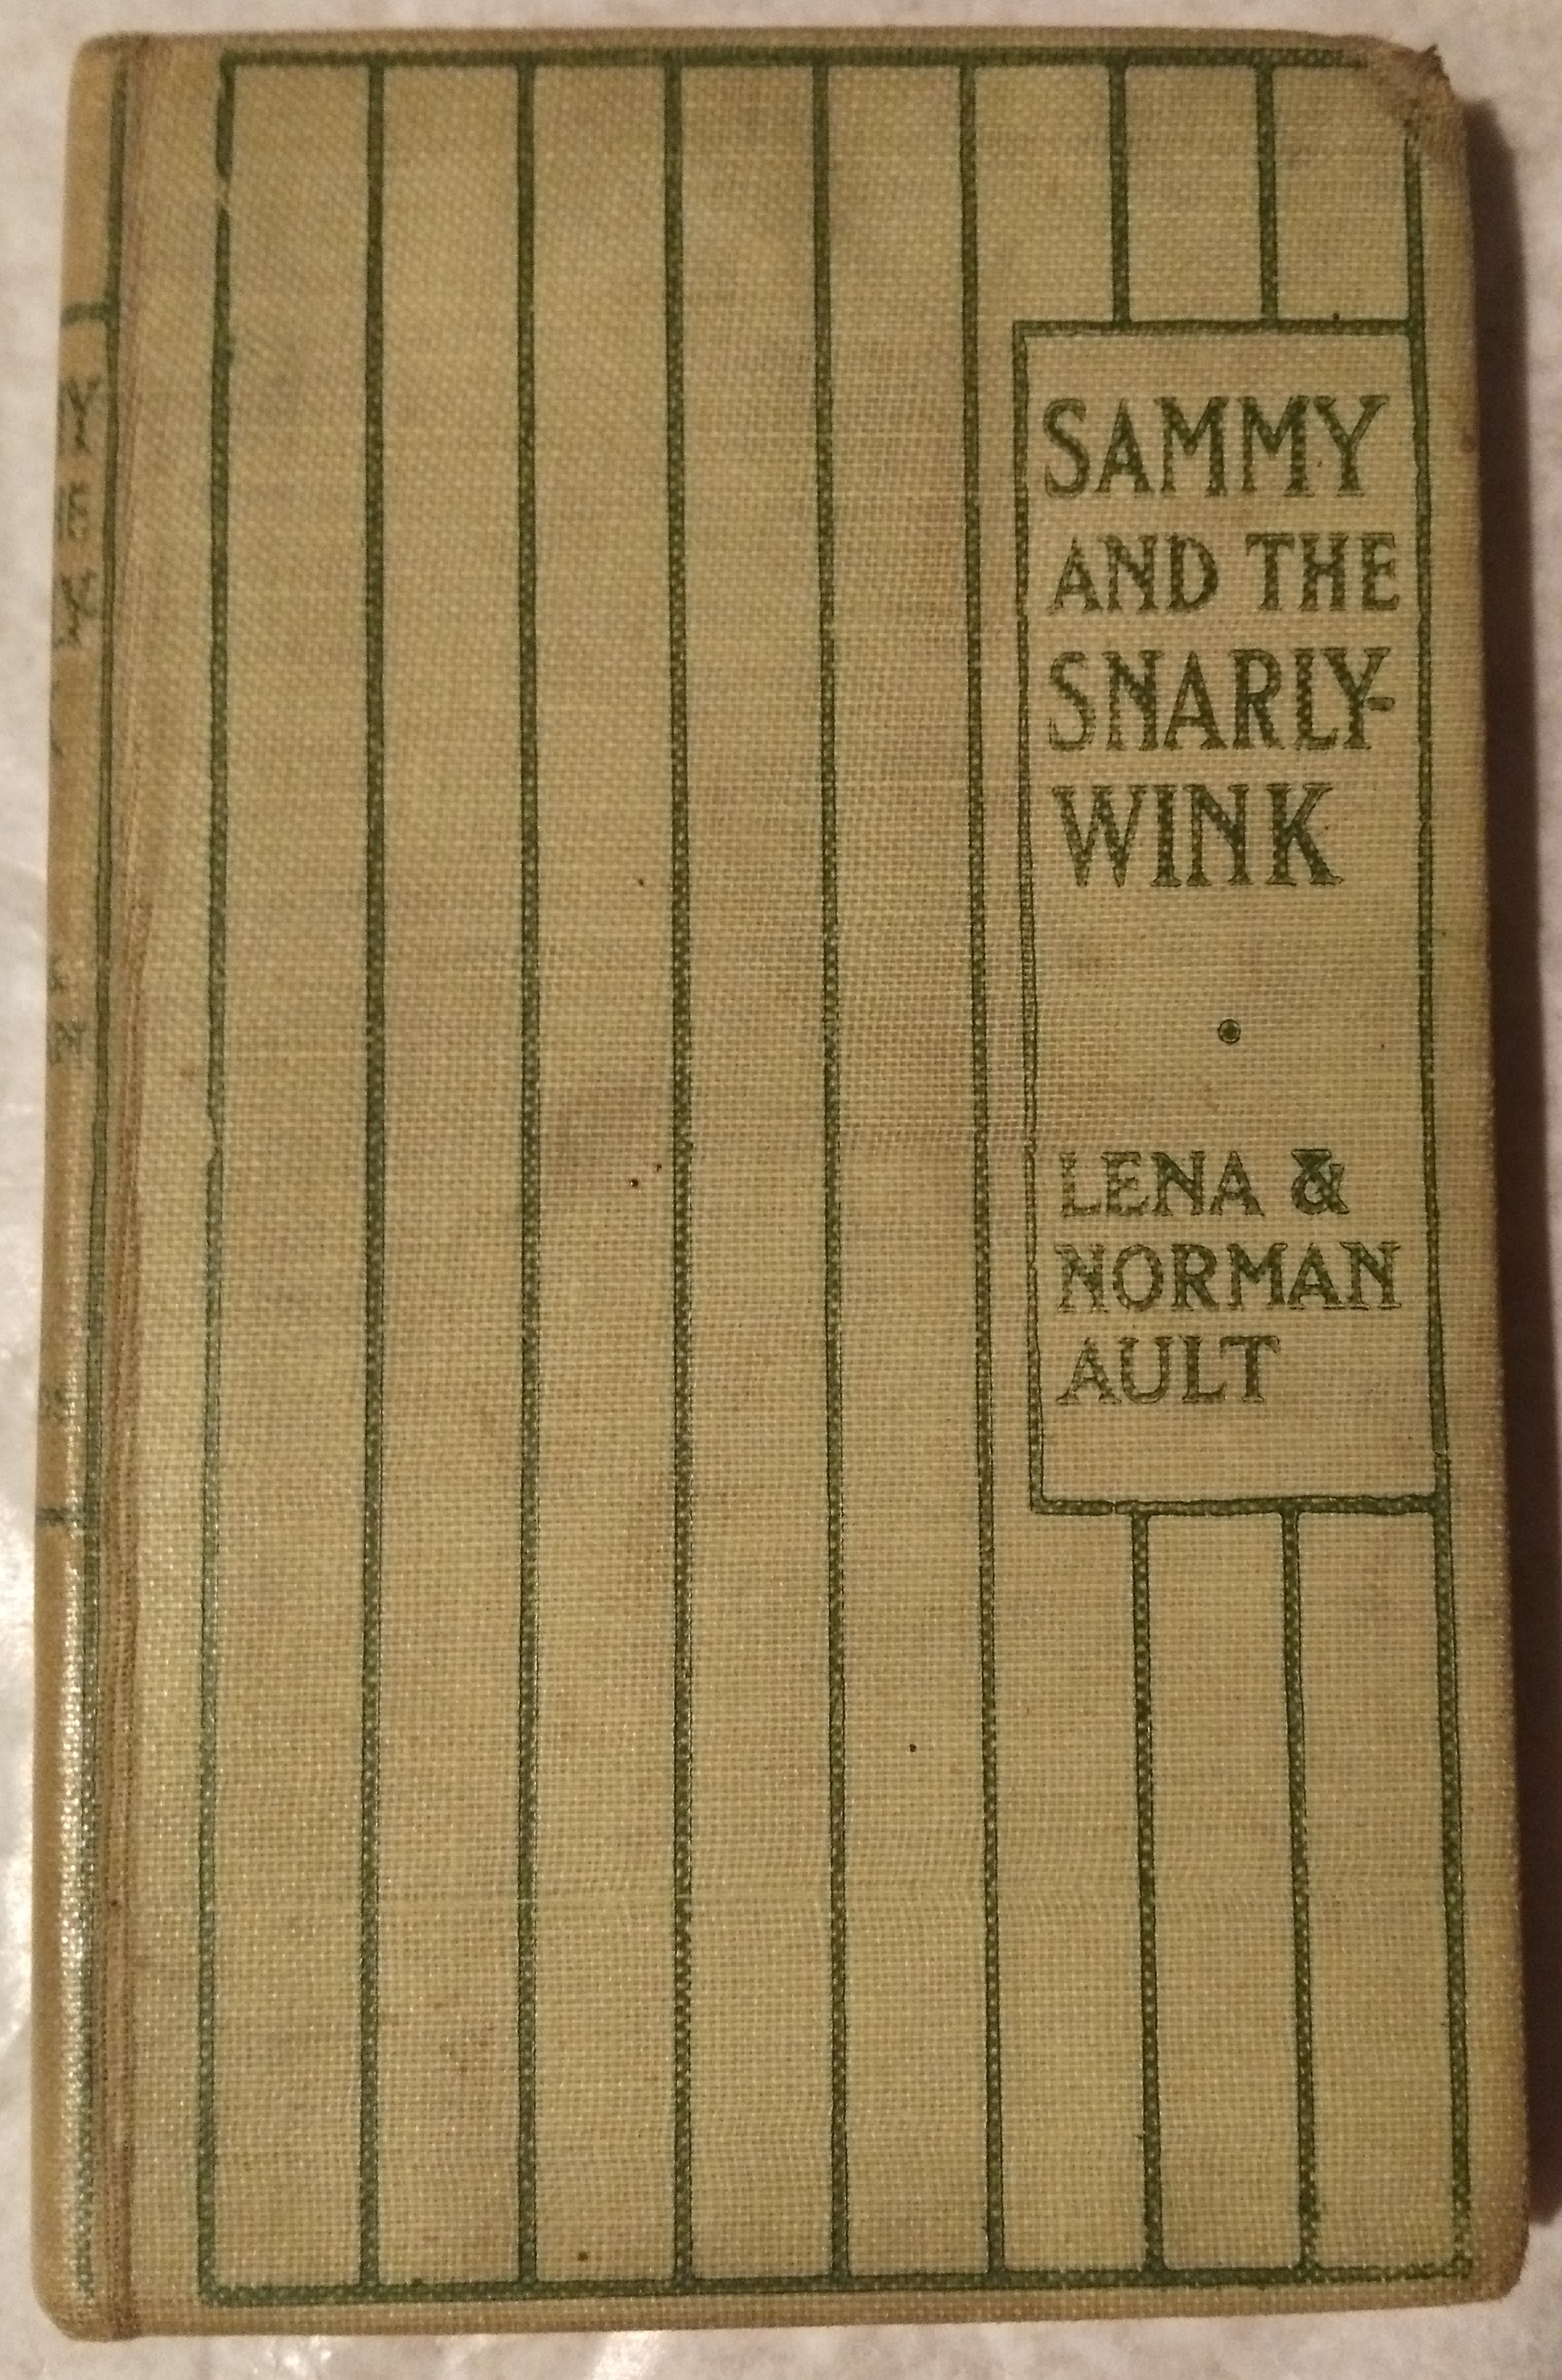 SAMMY
AND THE
SNARLY-
WINK
LENA &
NORMAN
AULT